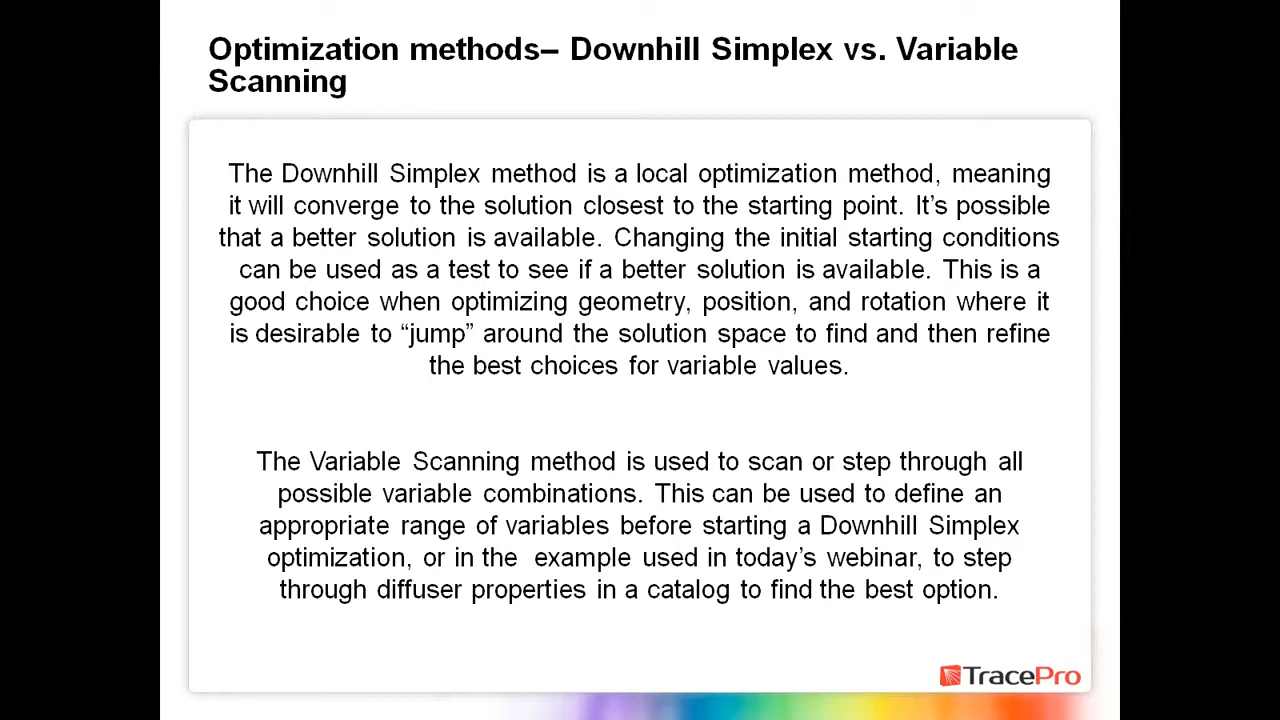 Optimization methods– Downhill Simplex vs. Variable
Scanning
The Downhill Simplex method is a local optimization method, meaning
it will converge to the solution closest to the starting point. It’s possible
that a better solution is available. Changing the initial starting conditions
can be used as a test to see if a better solution is available. This is a
good choice when optimizing geometry, position, and rotation where it
is desirable to “jump” around the solution space to find and then refine
the best choices for variable values.
The Variable Scanning method is used to scan or step through all
possible variable combinations. This can be used to define an
appropriate range of variables before starting a Downhill Simplex
optimization, or in the example used in today’s webinar, to step
through diffuser properties in a catalog to find the best option.
TracePro